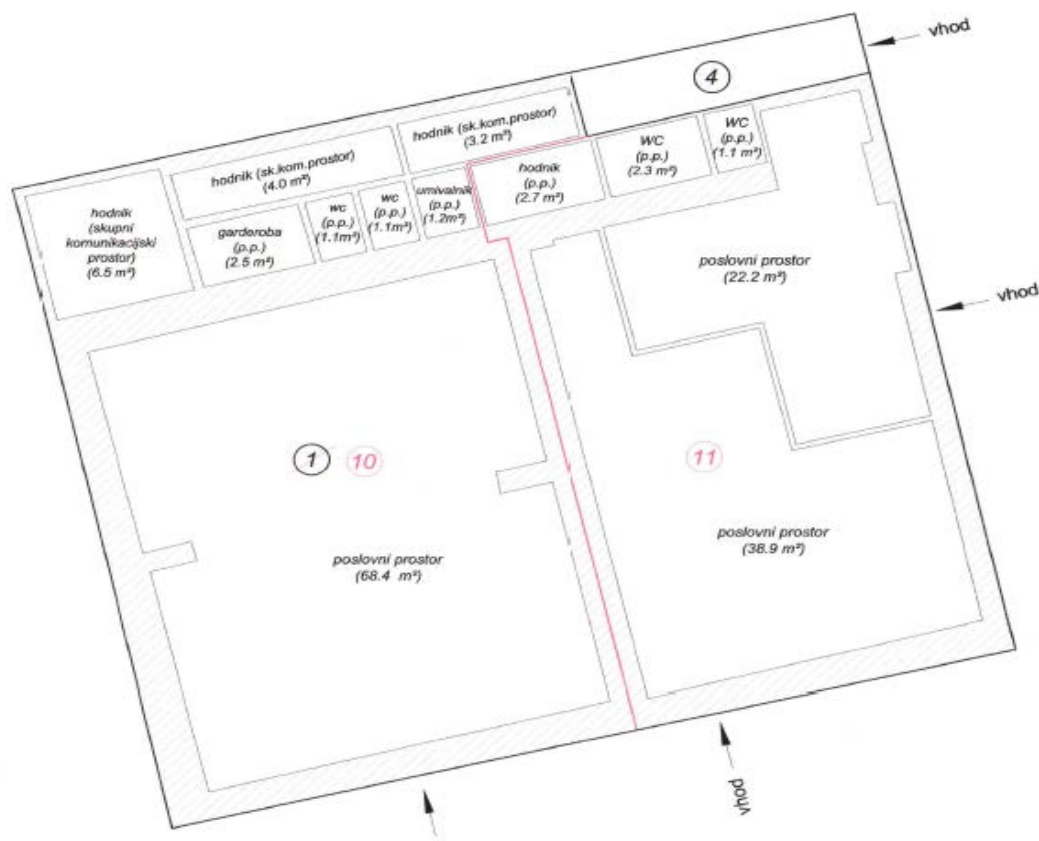 vhod
4
hodnik (sk.kom.prostor)
(3.2 m²)
WC
(p.p.)
(1.1 m²)
WC
(p.p.)
(2.3 m²)
hodnik (sk.kom.prostor)
(4.0 m²)
hodnik
(p.p.)
(2.7 m²)
umivalnik
(p.p.)
(1.2m²)
wc
(p.p.)
(1.1m²)
wc
(p.p.)
(1.1m²)
hodnik
(skupni
komunikacijski
prostor)
(6.5 m²)
garderoba
(p.p.)
(2.5 m²)
poslovni prostor
(22.2 m²)
vhod
1
10
11
poslovni prostor
(38.9 m²)
poslovni prostor
(68.4 m²)
vhod